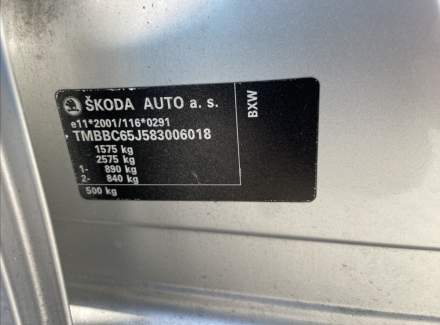 ŠKODA AUTO a. s.
e11*2001/116*0291
TMBBC65J583006018
1575 kg
2575 kg
1- 890 kg
2- 840 kg
500 kg
BXW